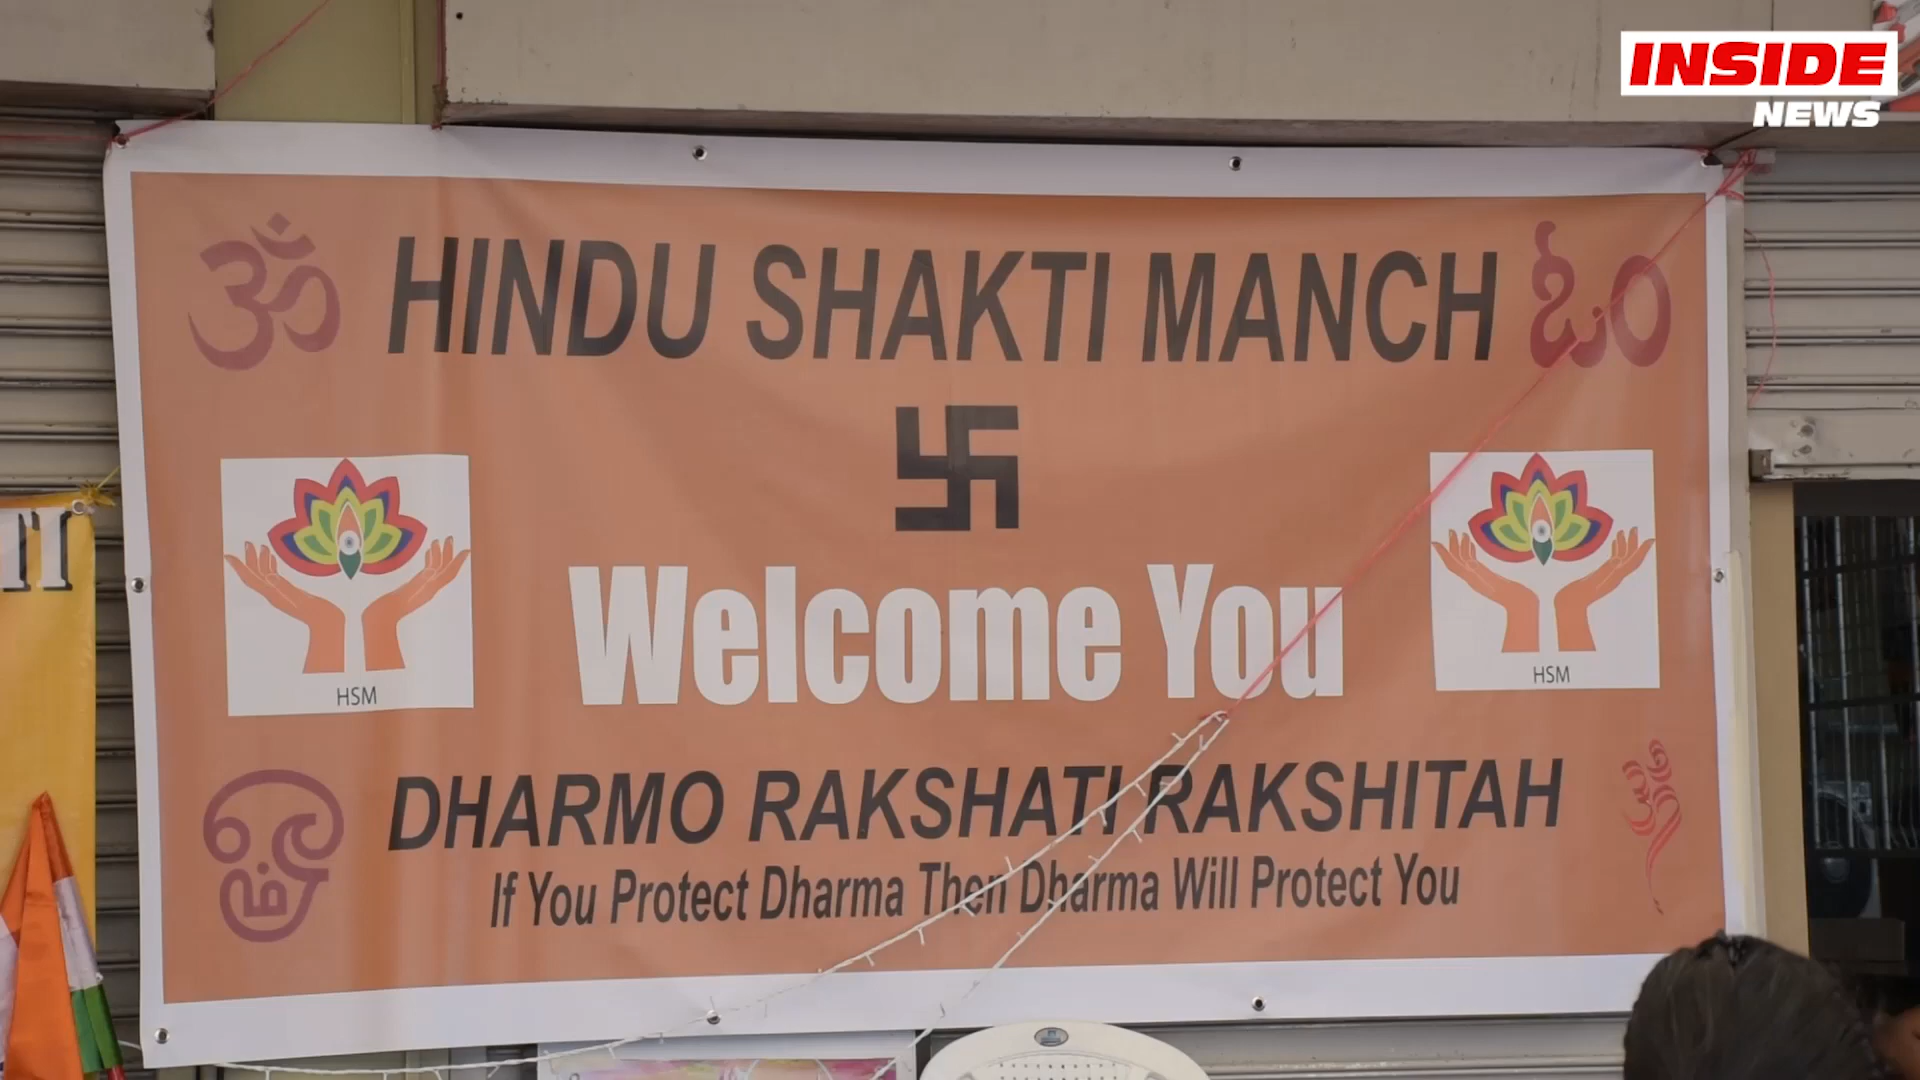 INSIDE
NEWS
ॐ HINDU SHAKTI MANCH ఓం
卐
Welcome You
HSM
HSM
ௐ DHARMO RAKSHATI RAKSHITAH ॐ
If You Protect Dharma Then Dharma Will Protect You